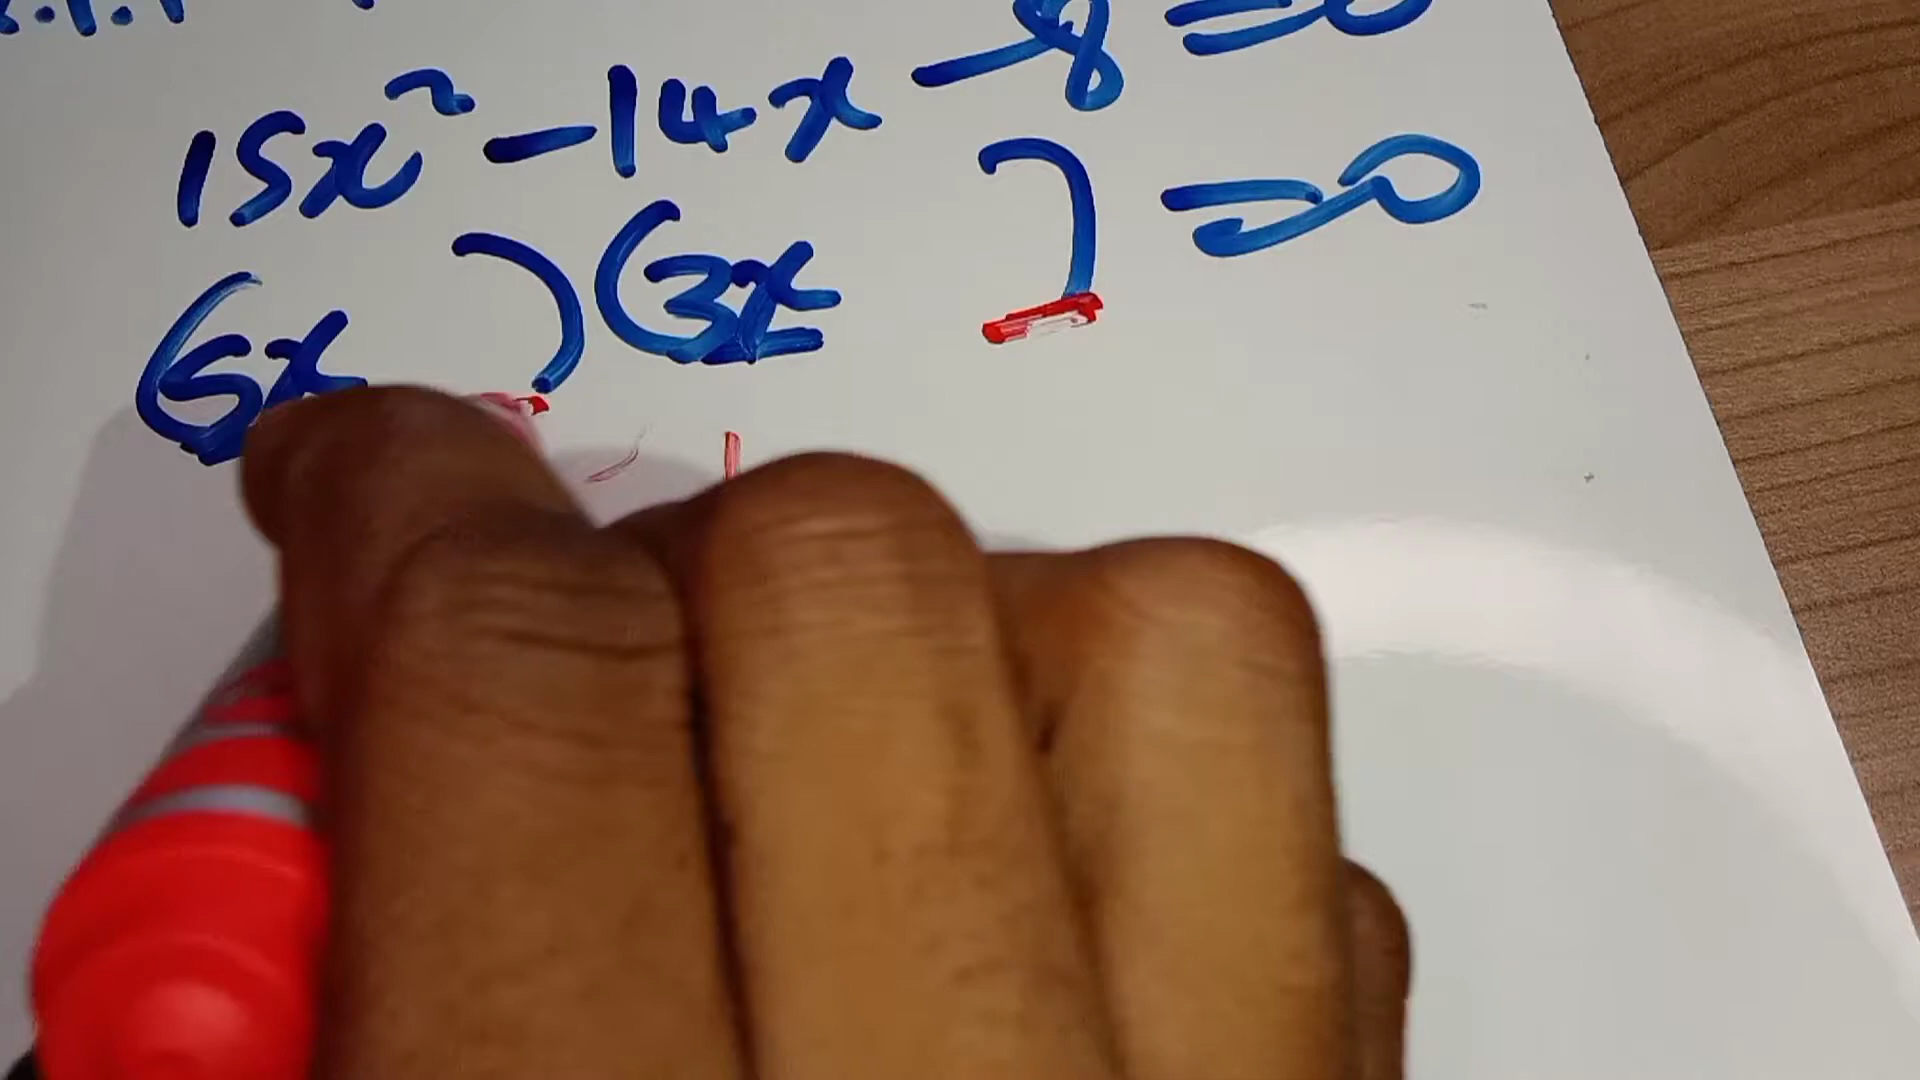 15x² - 14x - 8 = 0
(5x )(3x ) = 0